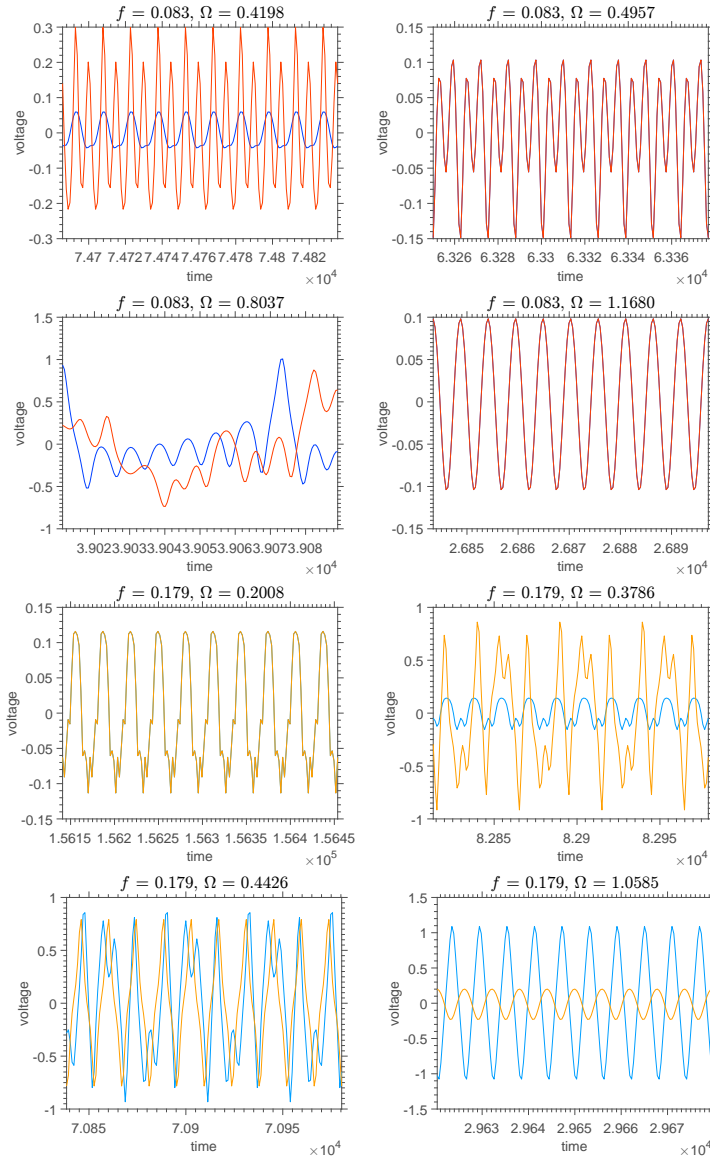 f = 0.083, Ω = 0.4198
0.3
0.2
0.1
0
-0.1
-0.2
-0.3
voltage
7.47 7.472 7.474 7.476 7.478 7.48 7.482
time
×10⁴
f = 0.083, Ω = 0.4957
0.15
0.1
0.05
0
-0.05
-0.1
-0.15
voltage
6.326 6.328 6.33 6.332 6.334 6.336
time
×10⁴
f = 0.083, Ω = 0.8037
1.5
1
0.5
0
-0.5
-1
voltage
3.902 3.903 3.904 3.905 3.906 3.907 3.908
time
×10⁴
f = 0.083, Ω = 1.1680
0.1
0.05
0
-0.05
-0.1
-0.15
voltage
2.685 2.686 2.687 2.688 2.689
time
×10⁴
f = 0.179, Ω = 0.2008
0.15
0.1
0.05
0
-0.05
-0.1
-0.15
voltage
1.5615 1.562 1.5625 1.563 1.5635 1.564 1.5645
time
×10⁵
f = 0.179, Ω = 0.3786
1
0.5
0
-0.5
-1
voltage
8.285 8.29 8.295
time
×10⁴
f = 0.179, Ω = 0.4426
1
0.5
0
-0.5
-1
voltage
7.085 7.09 7.095
time
×10⁴
f = 0.179, Ω = 1.0585
1.5
1
0.5
0
-0.5
-1
-1.5
voltage
2.963 2.964 2.965 2.966 2.967
time
×10⁴